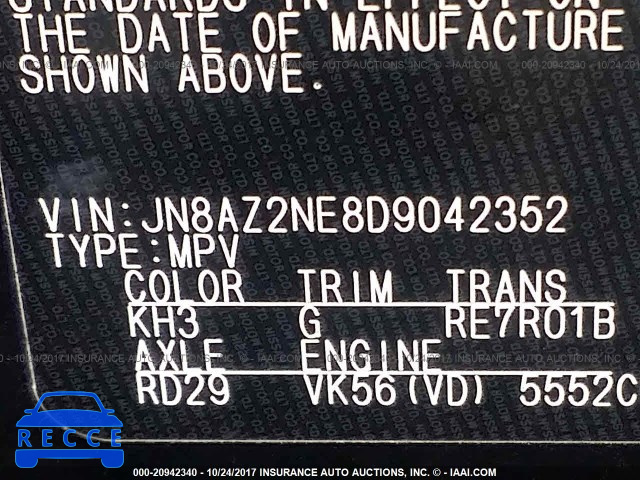 STANDARDS IN EFFECT ON
THE DATE OF MANUFACTURE
SHOWN ABOVE.
VIN:JN8AZ2NE8D9042352
TYPE:MPV
COLOR TRIM TRANS
KH3 G RE7R01B
AXLE ENGINE
RD29 VK56(VD) 5552C
RECCE
000-20942340 - 10/24/2017 INSURANCE AUTO AUCTIONS, INC. - © - IAAI.COM